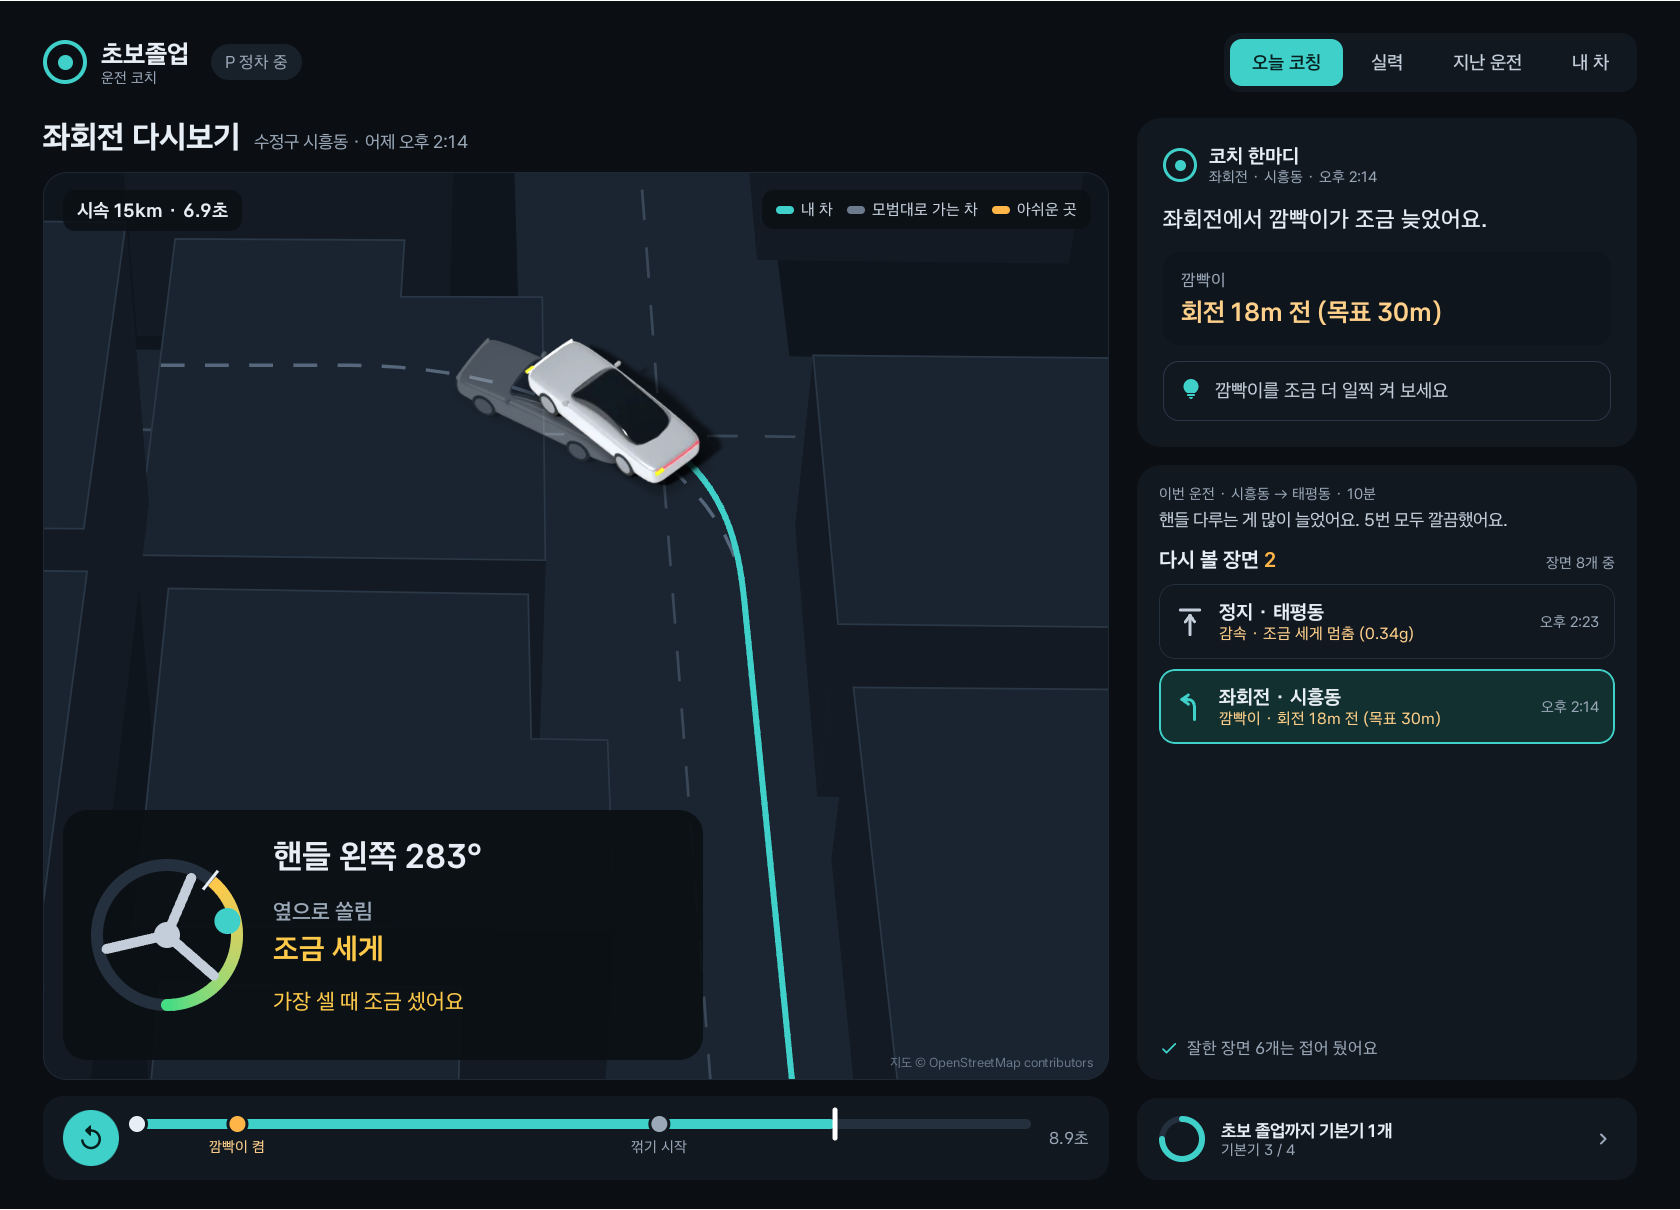 초보졸업
운전 코치
P 정차 중
오늘 코칭
실력
지난 운전
내 차
좌회전 다시보기
수정구 시흥동 · 어제 오후 2:14
시속 15km · 6.9초
내 차
모범대로 가는 차
아쉬운 곳
핸들 왼쪽 283°
옆으로 쏠림
조금 세게
가장 셀 때 조금 셌어요
지도 © OpenStreetMap contributors
깜빡이 켬
꺾기 시작
8.9초
코치 한마디
좌회전 · 시흥동 · 오후 2:14
좌회전에서 깜빡이가 조금 늦었어요.
깜빡이
회전 18m 전 (목표 30m)
깜빡이를 조금 더 일찍 켜 보세요
이번 운전 · 시흥동 → 태평동 · 10분
핸들 다루는 게 많이 늘었어요. 5번 모두 깔끔했어요.
다시 볼 장면 2
장면 8개 중
정지 · 태평동
감속 · 조금 세게 멈춤 (0.34g)
오후 2:23
좌회전 · 시흥동
깜빡이 · 회전 18m 전 (목표 30m)
오후 2:14
잘한 장면 6개는 접어 뒀어요
초보 졸업까지 기본기 1개
기본기 3 / 4